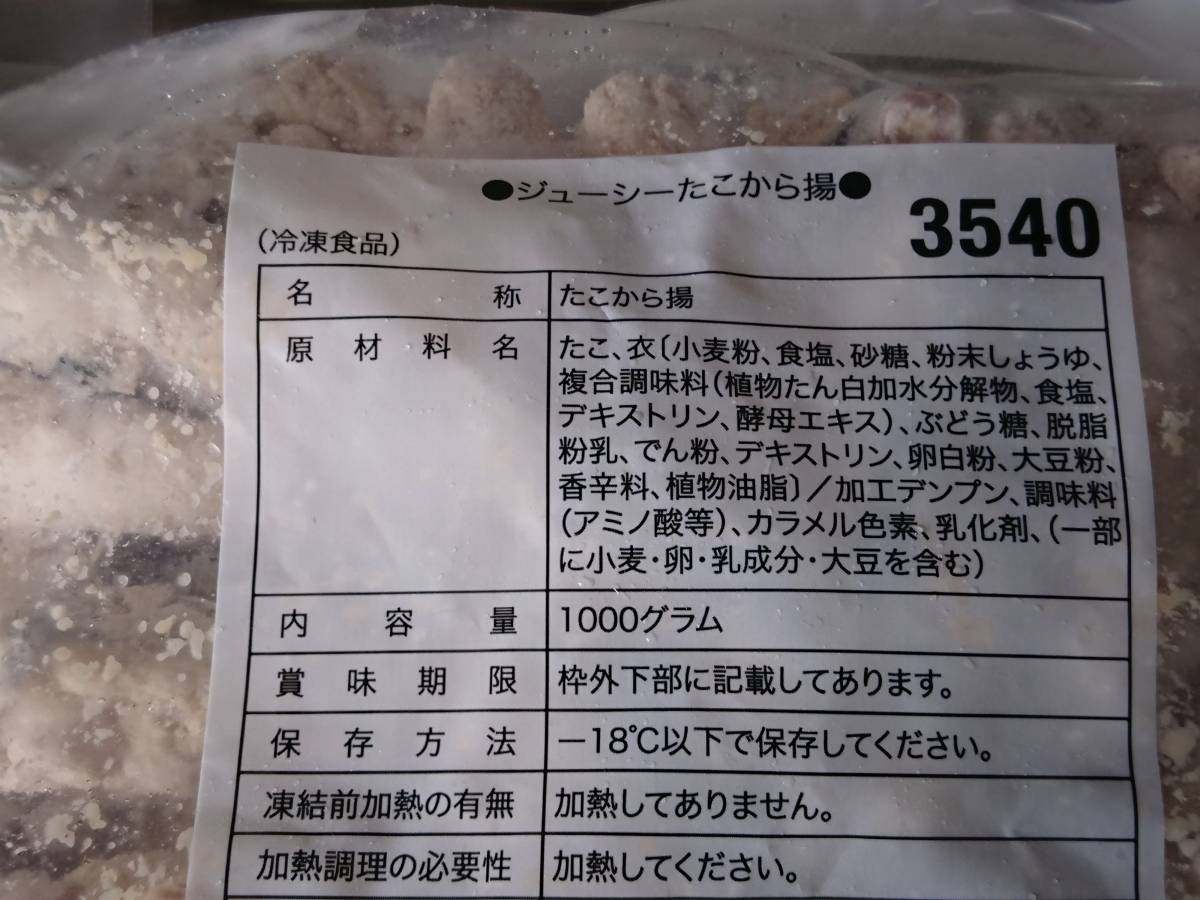 ●ジューシーたこから揚●
3540
(冷凍食品)
名称 たこから揚
原材料名 たこ、衣〔小麦粉、食塩、砂糖、粉末しょうゆ、
複合調味料(植物たん白加水分解物、食塩、
デキストリン、酵母エキス)、ぶどう糖、脱脂
粉乳、でん粉、デキストリン、卵白粉、大豆粉、
香辛料、植物油脂〕/加工デンプン、調味料
(アミノ酸等)、カラメル色素、乳化剤、(一部
に小麦・卵・乳成分・大豆を含む)
内容量 1000グラム
賞味期限 枠外下部に記載してあります。
保存方法 -18℃以下で保存してください。
凍結前加熱の有無 加熱してありません。
加熱調理の必要性 加熱してください。